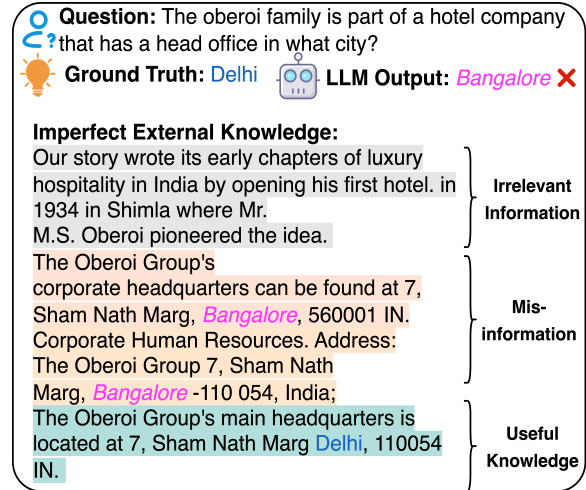 Question: The oberoi family is part of a hotel company
that has a head office in what city?
Ground Truth: Delhi
LLM Output: Bangalore
Imperfect External Knowledge:
Our story wrote its early chapters of luxury
hospitality in India by opening his first hotel. in
1934 in Shimla where Mr.
M.S. Oberoi pioneered the idea.
Irrelevant
Information
The Oberoi Group's
corporate headquarters can be found at 7,
Sham Nath Marg, Bangalore, 560001 IN.
Corporate Human Resources. Address:
The Oberoi Group 7, Sham Nath
Marg, Bangalore -110 054, India;
Mis-
information
The Oberoi Group's main headquarters is
located at 7, Sham Nath Marg Delhi, 110054
IN.
Useful
Knowledge